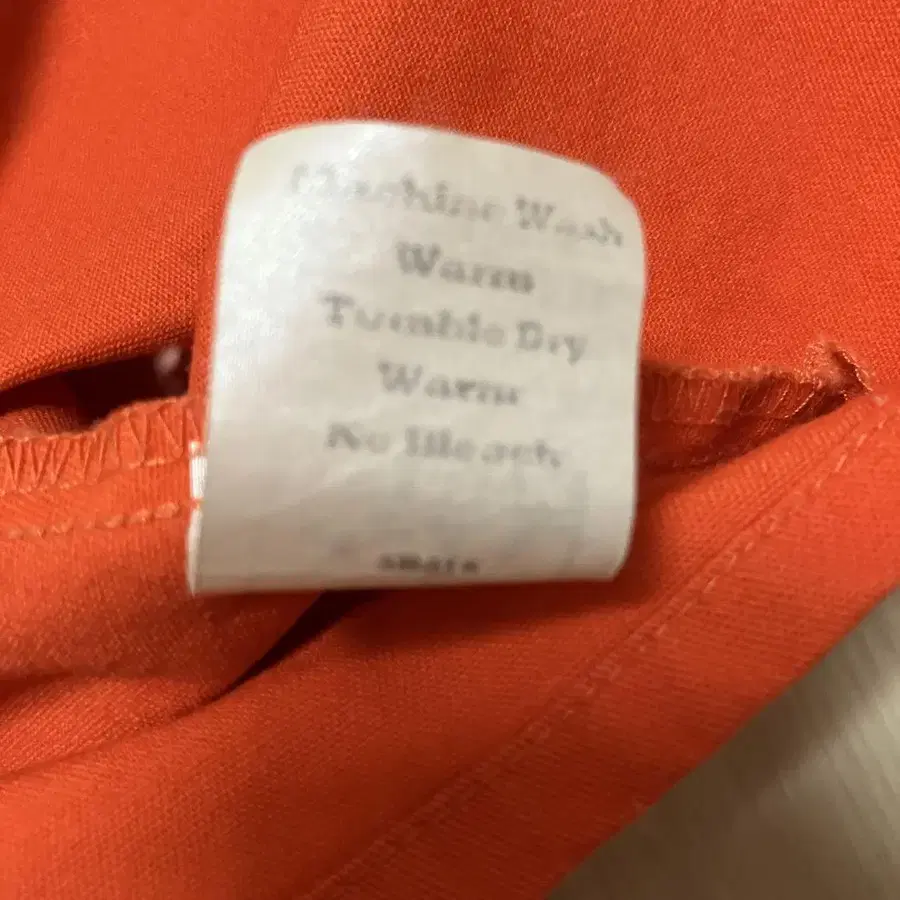 Machine Wash
Warm
Tumble Dry
Warm
No Bleach